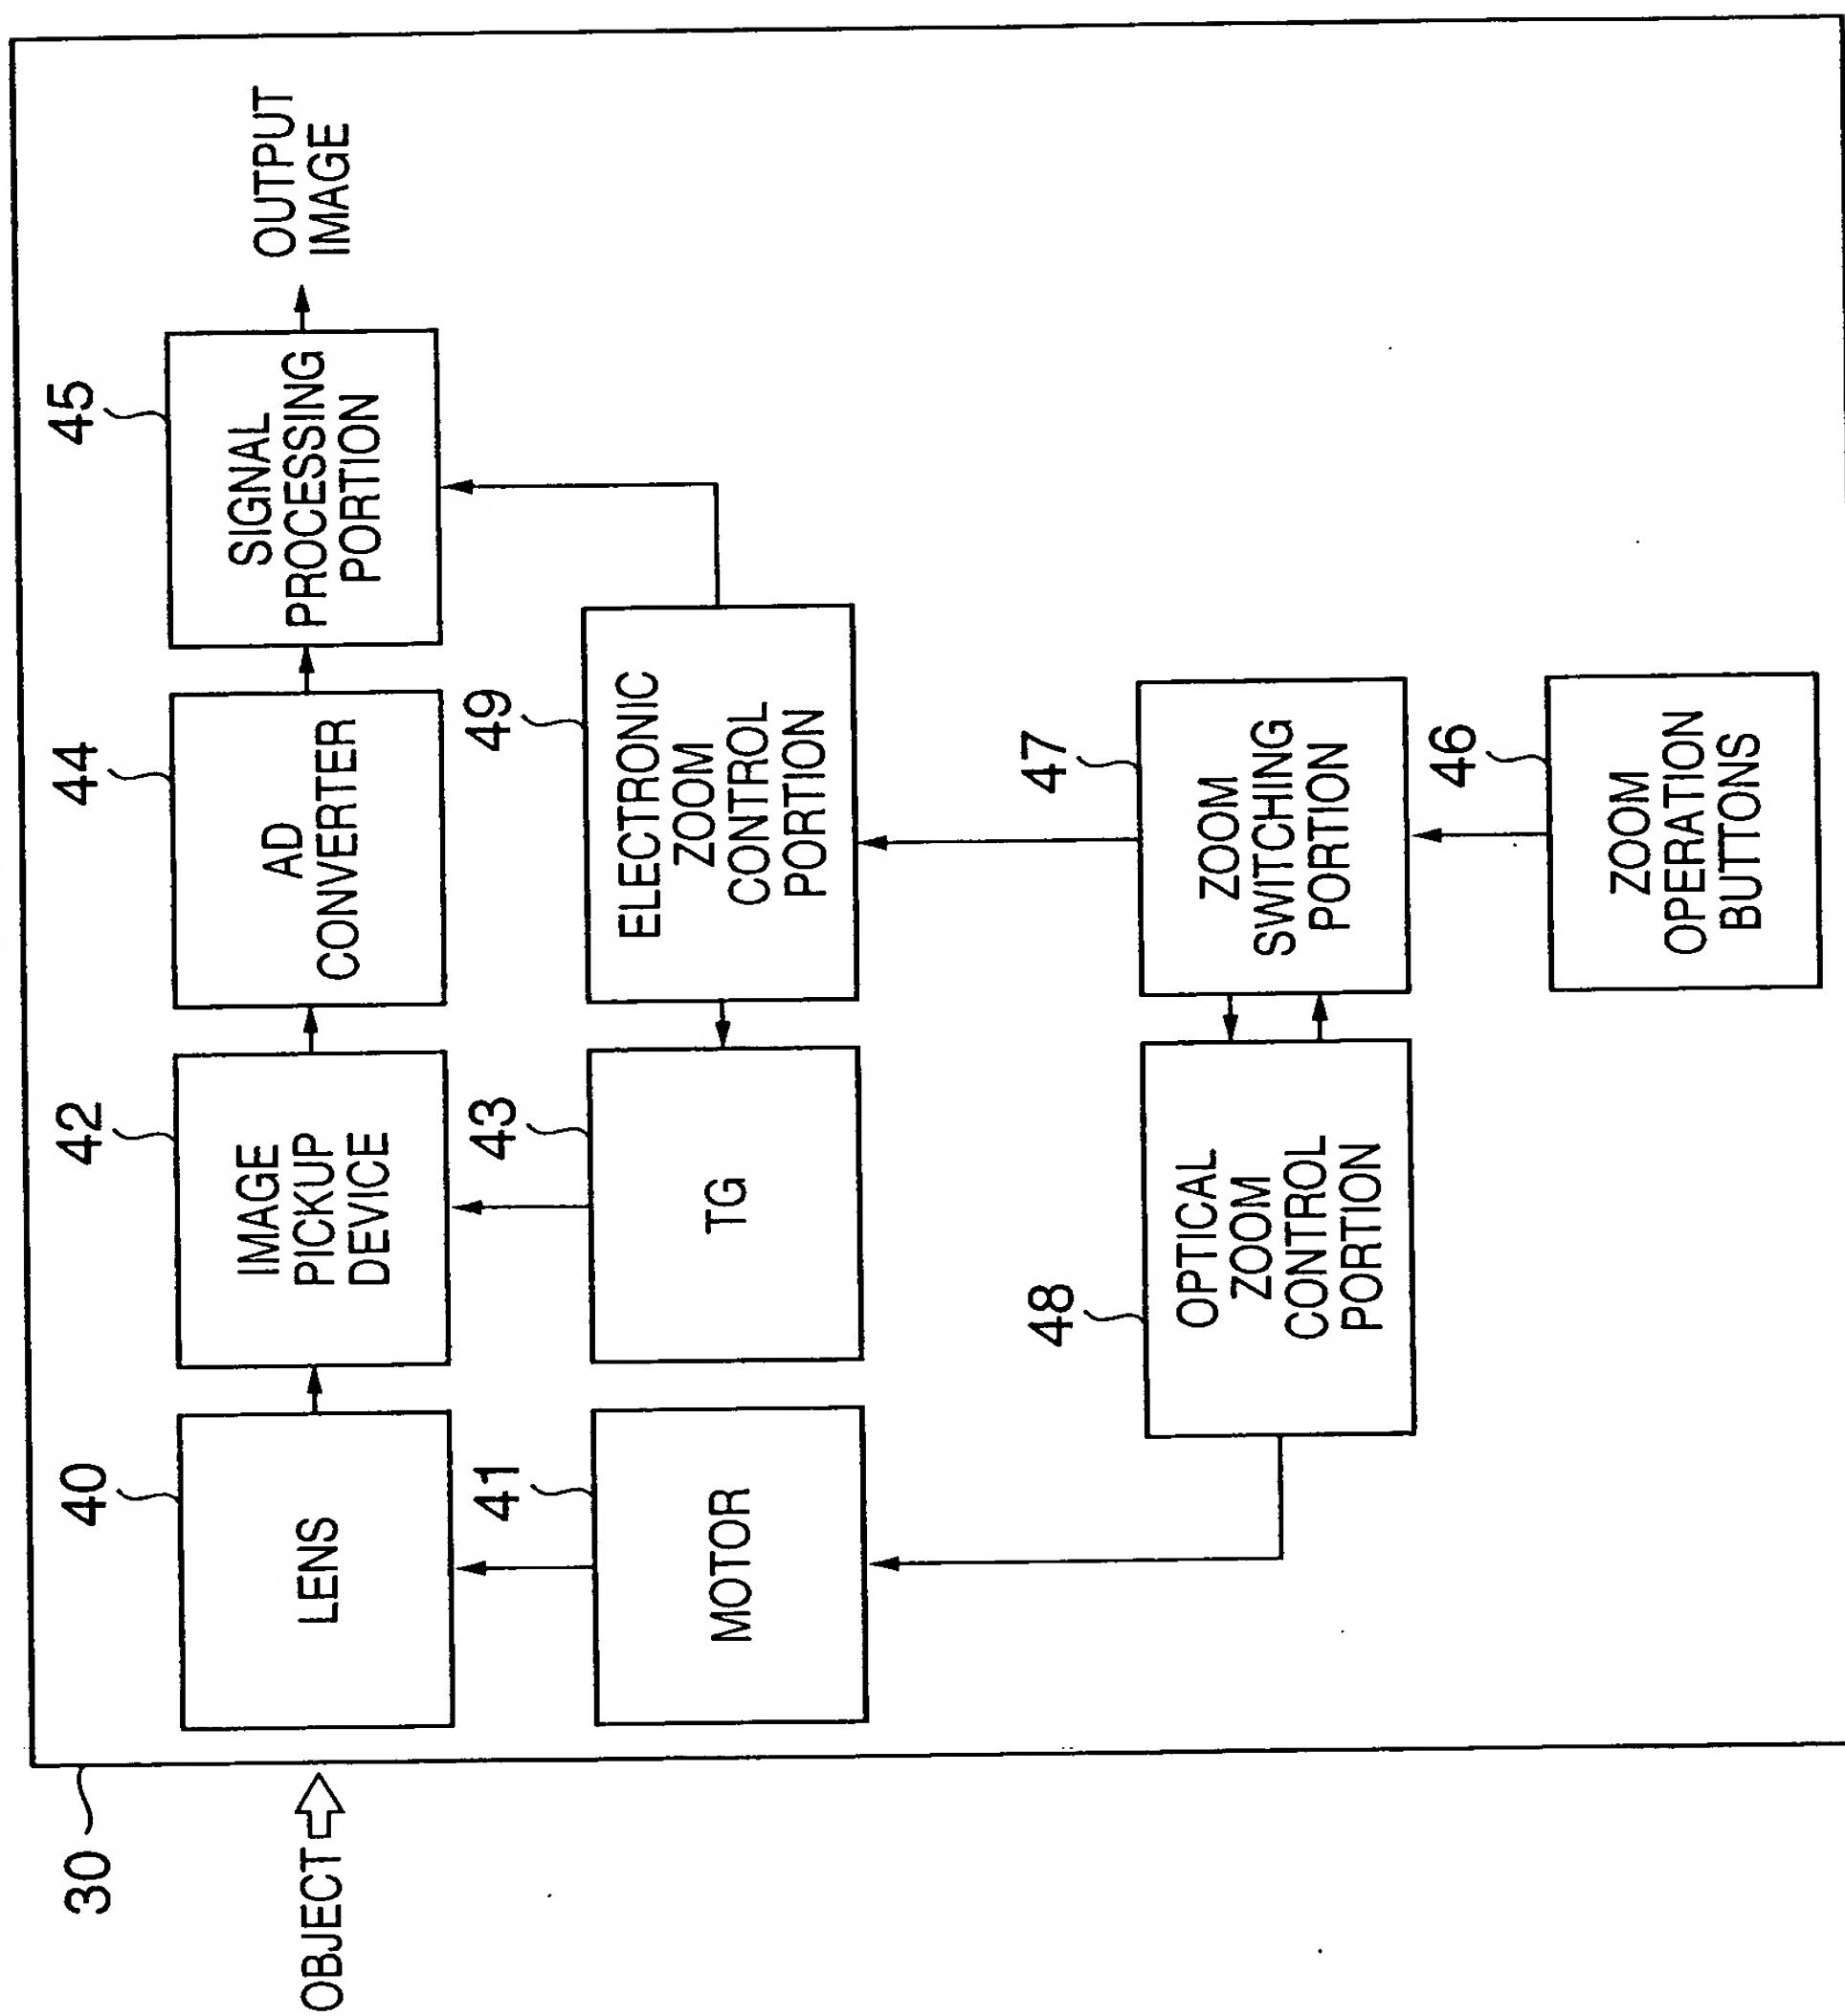 30
OBJECT
40
LENS
42
IMAGE
PICKUP
DEVICE
44
AD
CONVERTER
45
SIGNAL
PROCESSING
PORTION
OUTPUT
IMAGE
41
MOTOR
43
TG
49
ELECTRONIC
ZOOM
CONTROL
PORTION
48
OPTICAL
ZOOM
CONTROL
PORTION
47
ZOOM
SWITCHING
PORTION
46
ZOOM
OPERATION
BUTTONS